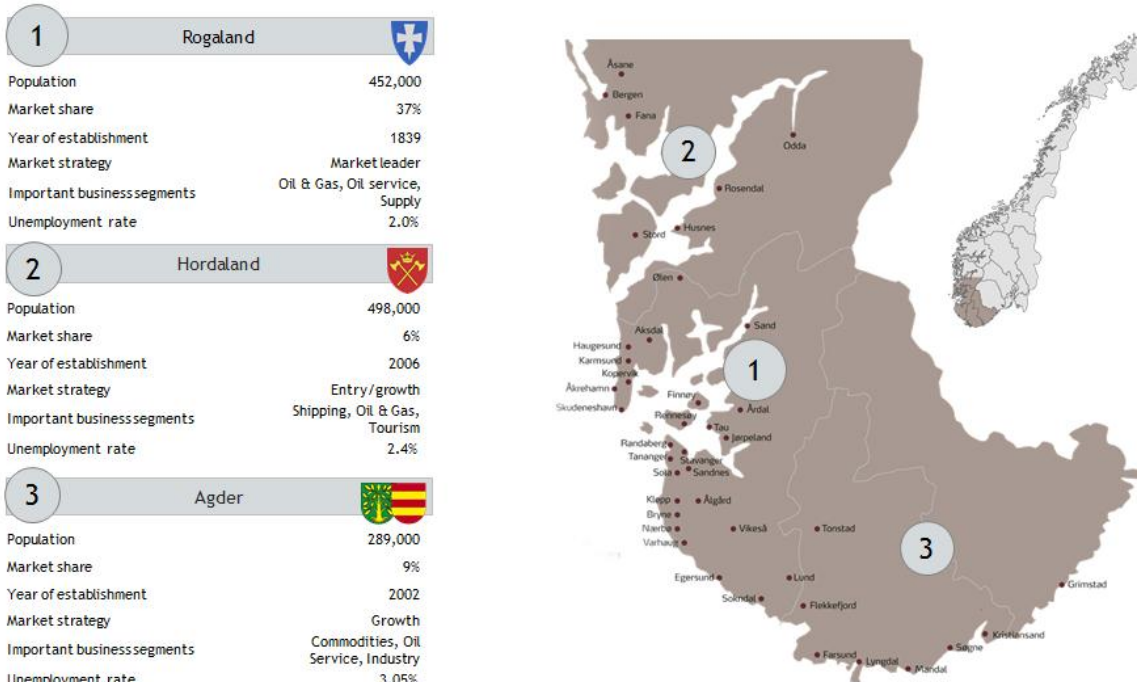 1
Rogaland
Population 452,000
Market share 37%
Year of establishment 1839
Market strategy Market leader
Important business segments Oil & Gas, Oil service,
Supply
Unemployment rate 2.0%
2
Hordaland
Population 498,000
Market share 6%
Year of establishment 2006
Market strategy Entry/growth
Important business segments Shipping, Oil & Gas,
Tourism
Unemployment rate 2.4%
3
Agder
Population 289,000
Market share 9%
Year of establishment 2002
Market strategy Growth
Important business segments Commodities, Oil
Service, Industry
Unemployment rate 3.05%
Åsane
Bergen
Fana
2
Odda
Rosendal
Stord
Husnes
Ølen
Sand
Aksdal
Haugesund
Karmsund
Kopervik
1
Åkrehamn
Finnøy
Skudeneshavn
Årdal
Rennesøy
Tau
Jørpeland
Randaberg
Tananger
Stavanger
Sola
Sandnes
Klepp
Ålgård
Bryne
Nærbø
Vikeså
Tonstad
Varhaug
3
Egersund
Lund
Grimstad
Sokndal
Flekkefjord
Kristiansand
Søgne
Farsund
Lyngdal
Mandal